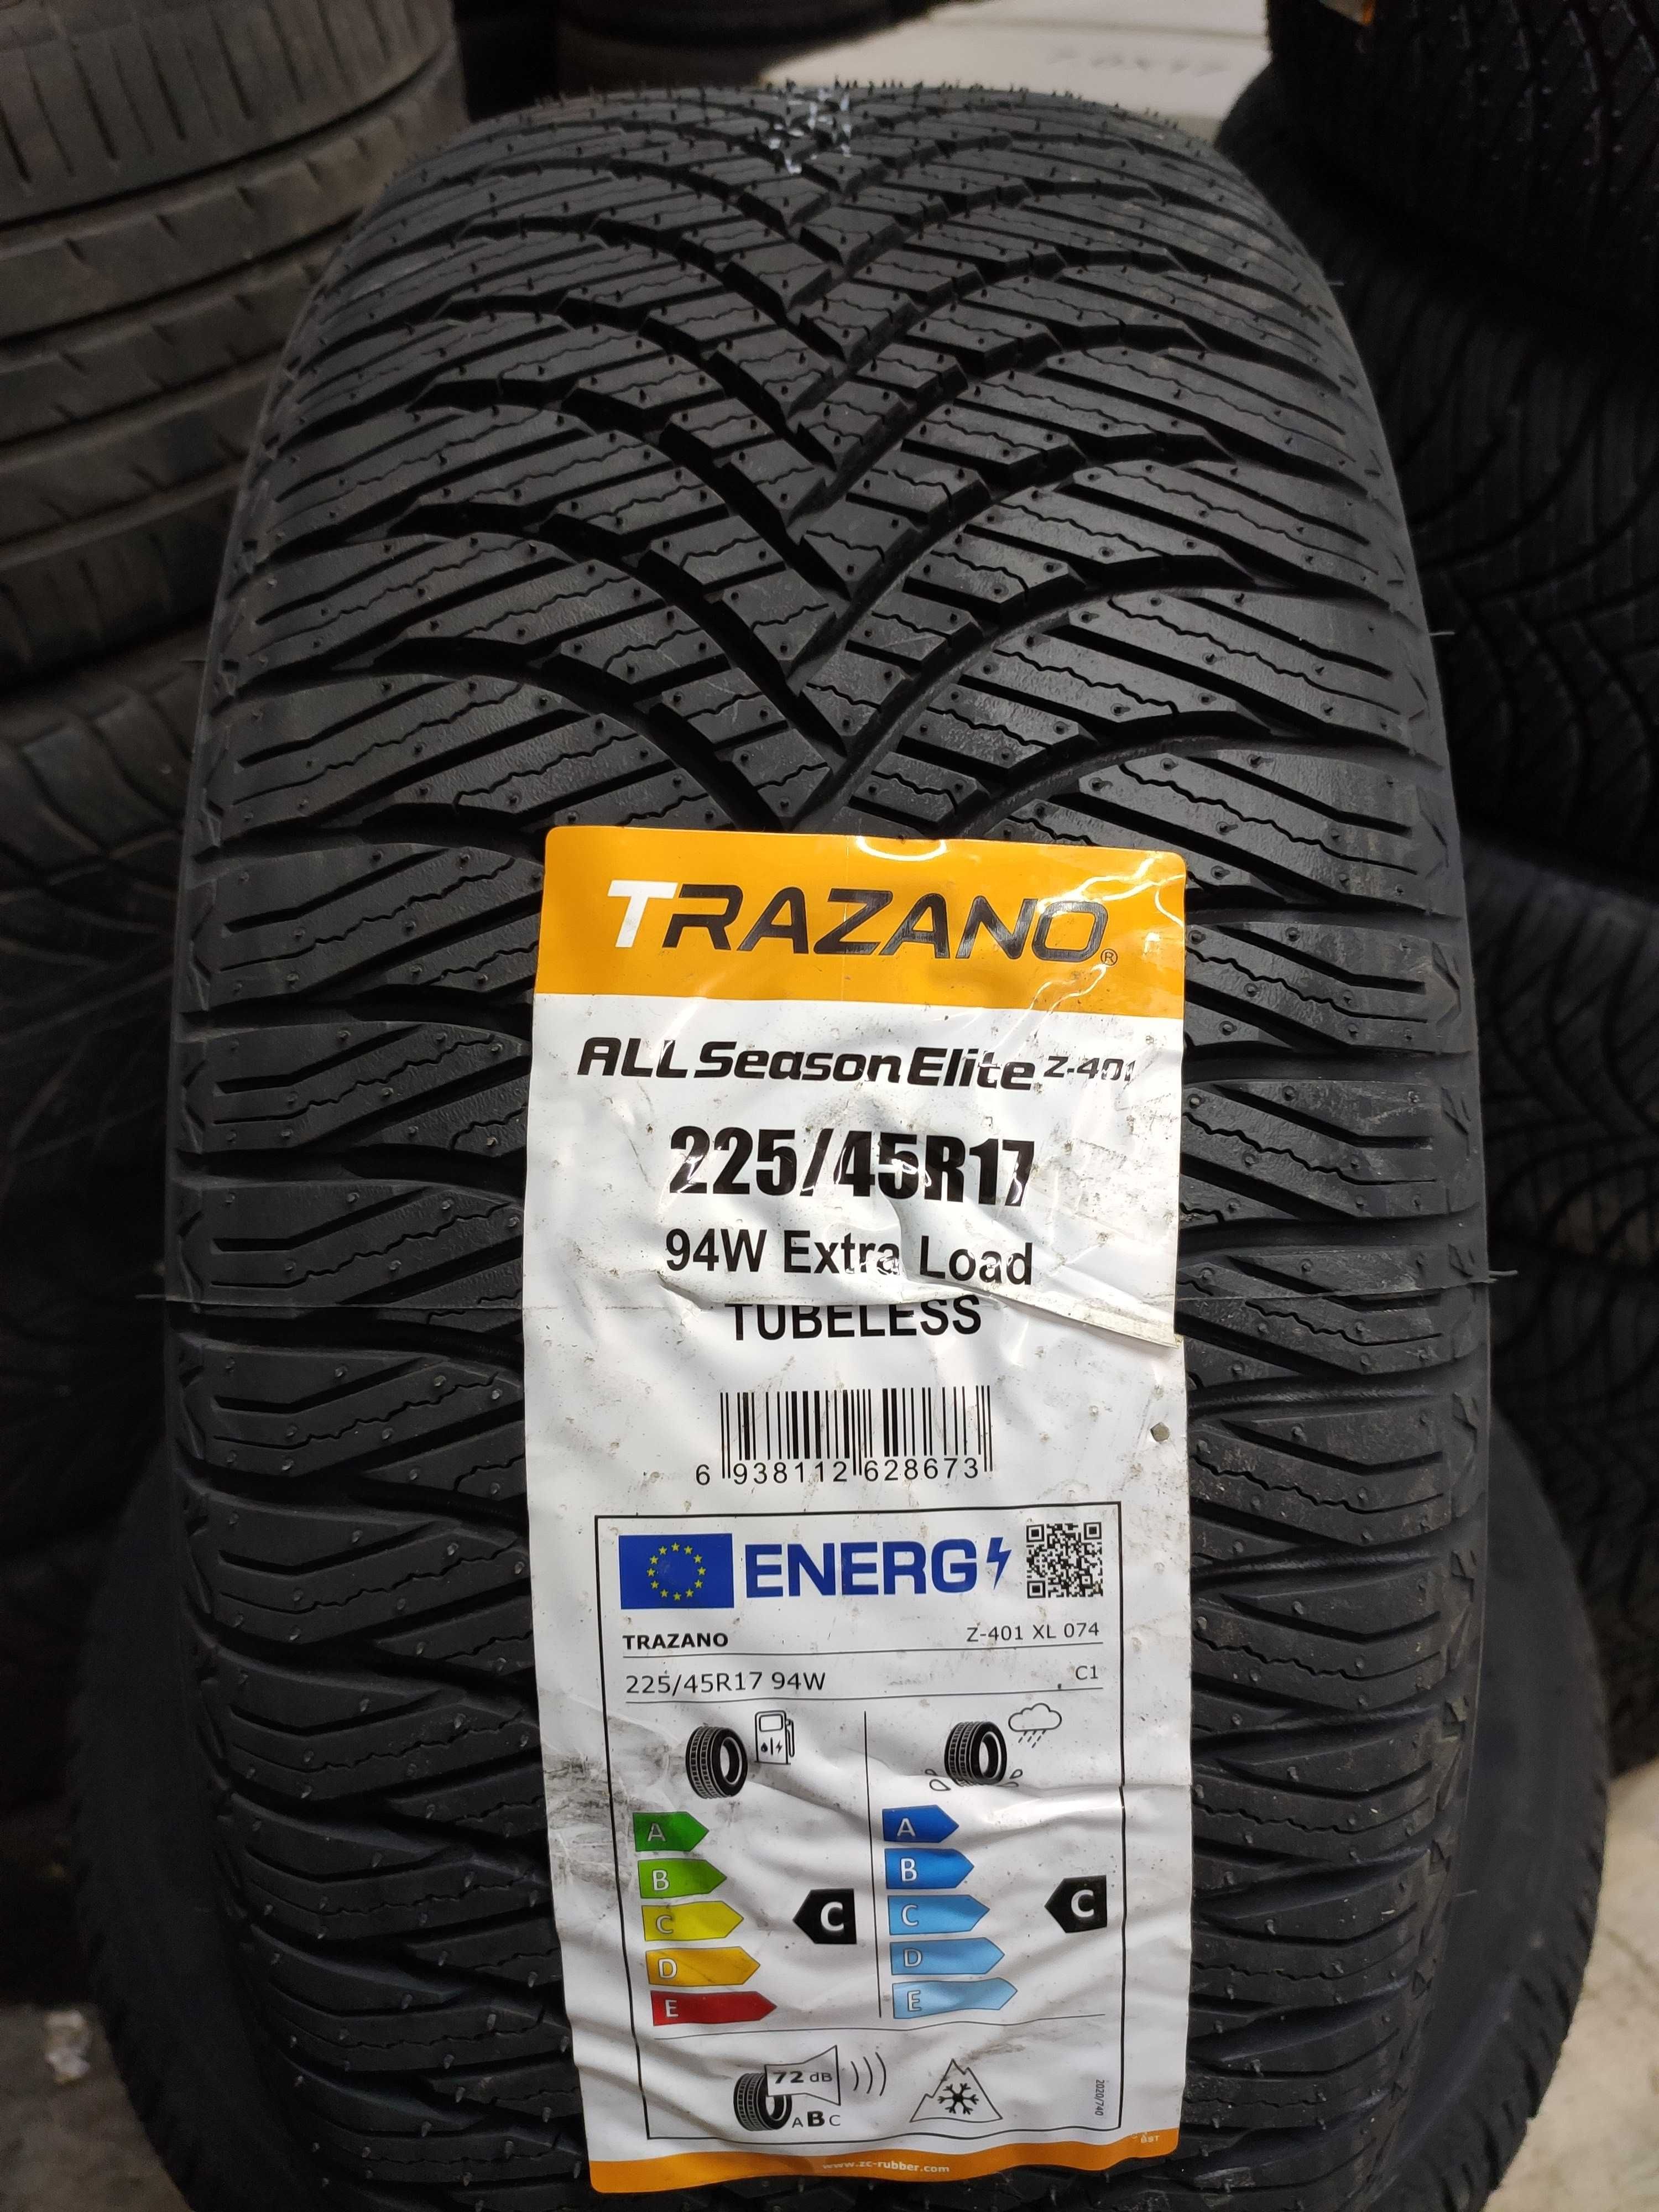 TRAZANO®
ALL Season Elite Z-401
225/45R17
94W Extra Load
TUBELESS
6 938112 628673
ENERG
TRAZANO Z-401 XL 074
225/45R17 94W C1
A A
B B
C C C C
D D
E E
72 dB
ABC
2020/740
www.zc-rubber.com